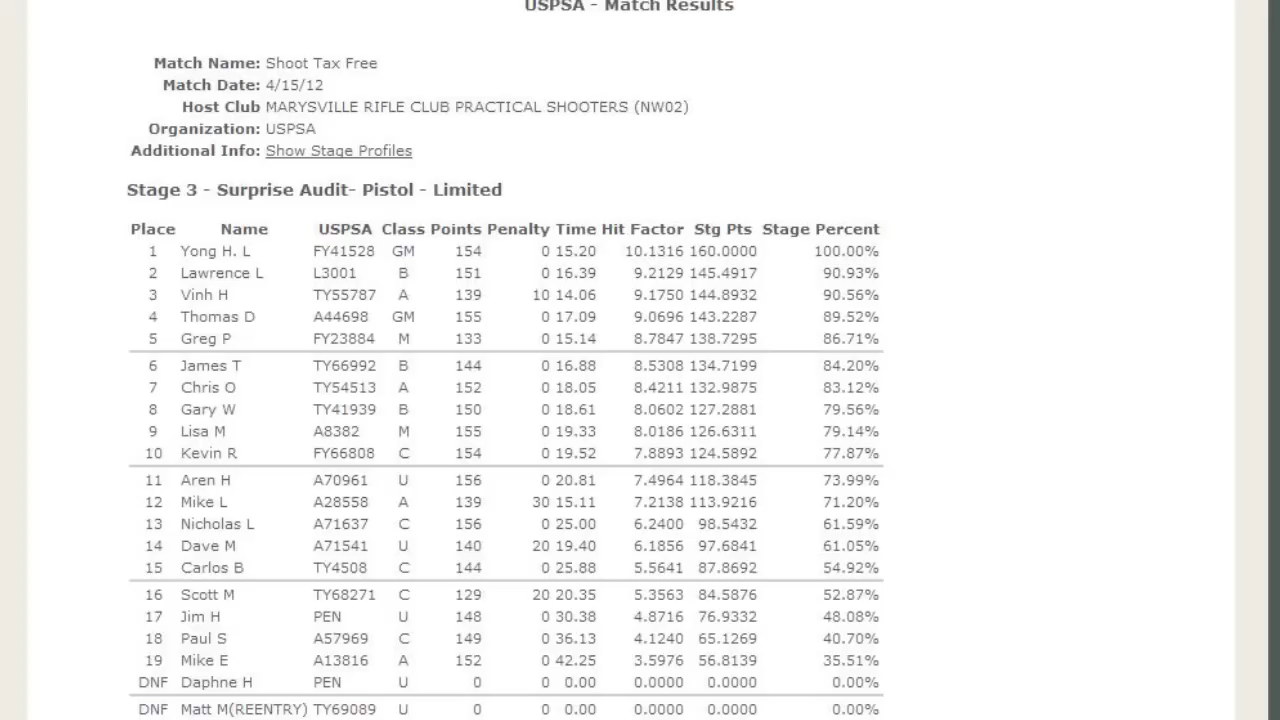 USPSA - Match Results
Match Name: Shoot Tax Free
Match Date: 4/15/12
Host Club MARYSVILLE RIFLE CLUB PRACTICAL SHOOTERS (NW02)
Organization: USPSA
Additional Info: Show Stage Profiles
Stage 3 - Surprise Audit- Pistol - Limited
Place Name USPSA Class Points Penalty Time Hit Factor Stg Pts Stage Percent
1 Yong H. L FY41528 GM 154 0 15.20 10.1316 160.0000 100.00%
2 Lawrence L L3001 B 151 0 16.39 9.2129 145.4917 90.93%
3 Vinh H TY55787 A 139 10 14.06 9.1750 144.8932 90.56%
4 Thomas D A44698 GM 155 0 17.09 9.0696 143.2287 89.52%
5 Greg P FY23884 M 133 0 15.14 8.7847 138.7295 86.71%
6 James T TY66992 B 144 0 16.88 8.5308 134.7199 84.20%
7 Chris O TY54513 A 152 0 18.05 8.4211 132.9875 83.12%
8 Gary W TY41939 B 150 0 18.61 8.0602 127.2881 79.56%
9 Lisa M A8382 M 155 0 19.33 8.0186 126.6311 79.14%
10 Kevin R FY66808 C 154 0 19.52 7.8893 124.5892 77.87%
11 Aren H A70961 U 156 0 20.81 7.4964 118.3845 73.99%
12 Mike L A28558 A 139 30 15.11 7.2138 113.9216 71.20%
13 Nicholas L A71637 C 156 0 25.00 6.2400 98.5432 61.59%
14 Dave M A71541 U 140 20 19.40 6.1856 97.6841 61.05%
15 Carlos B TY4508 C 144 0 25.88 5.5641 87.8692 54.92%
16 Scott M TY68271 C 129 20 20.35 5.3563 84.5876 52.87%
17 Jim H PEN U 148 0 30.38 4.8716 76.9332 48.08%
18 Paul S A57969 C 149 0 36.13 4.1240 65.1269 40.70%
19 Mike E A13816 A 152 0 42.25 3.5976 56.8139 35.51%
DNF Daphne H PEN U 0 0 0.00 0.0000 0.0000 0.00%
DNF Matt M(REENTRY) TY69089 U 0 0 0.00 0.0000 0.0000 0.00%